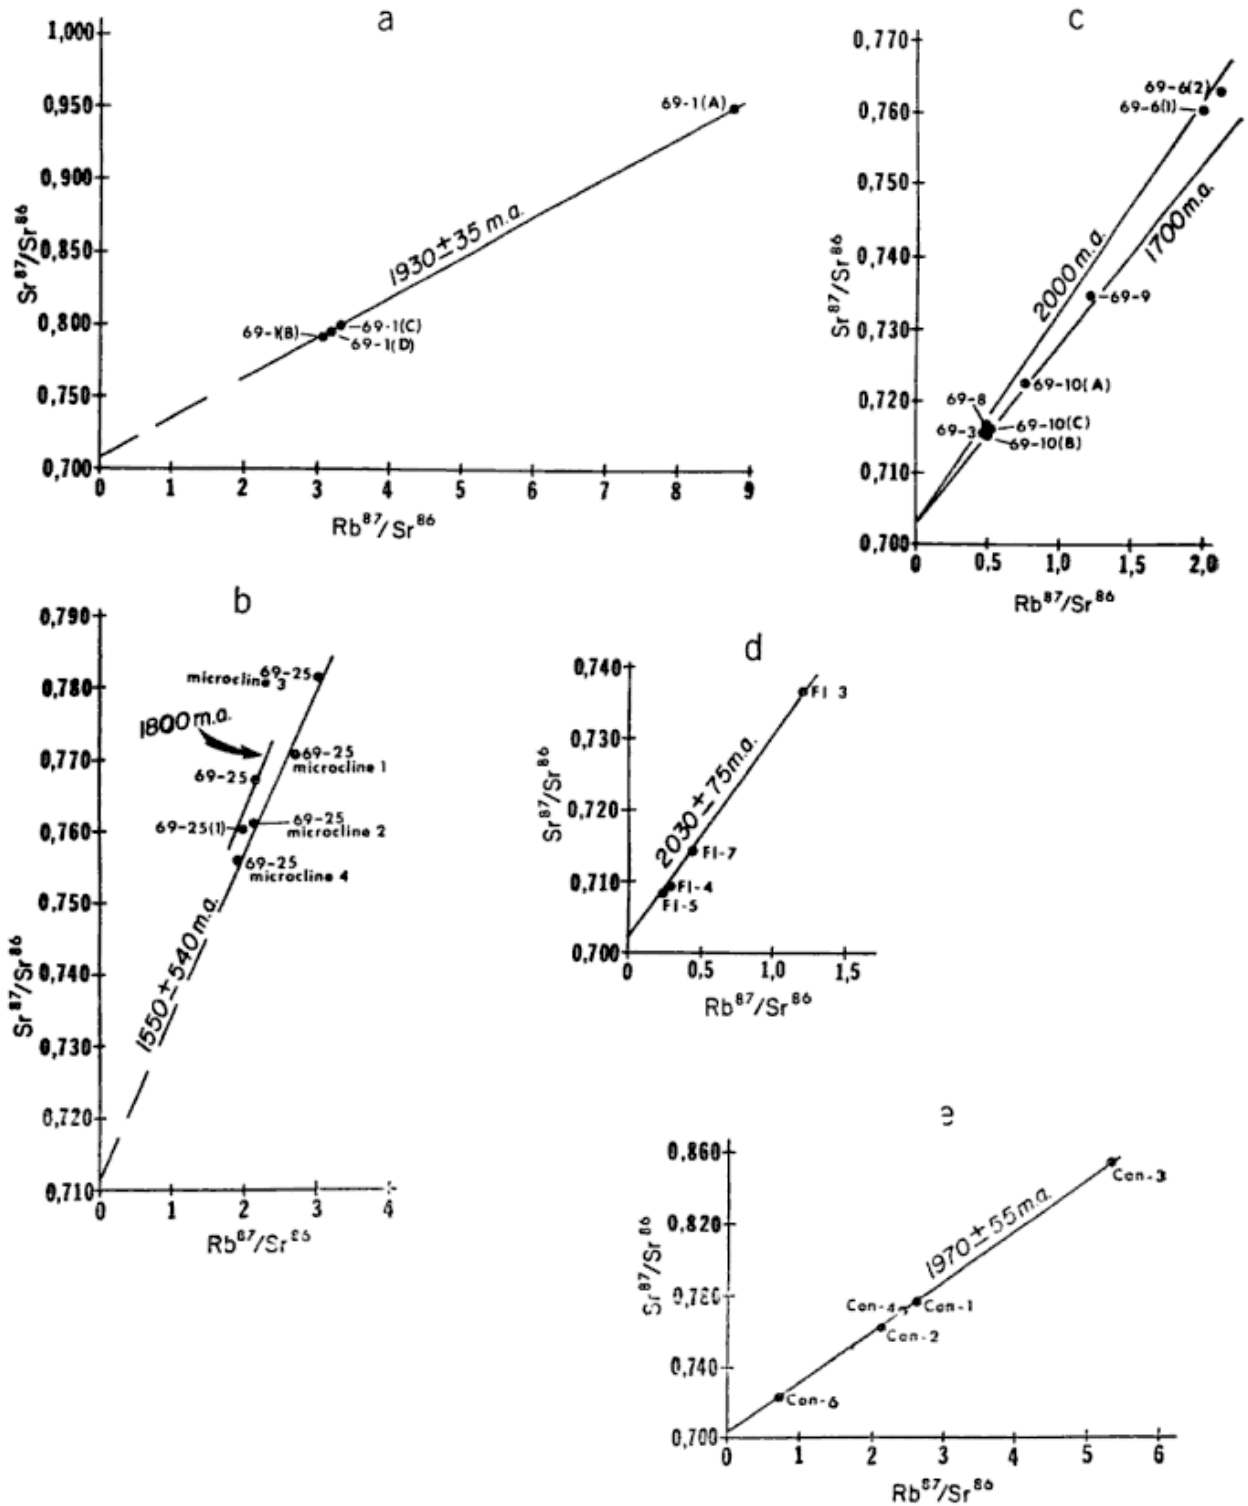 a
1,000
0,950
0,900
0,850
0,800
0,750
0,700
Sr87/Sr86
69-1(A)
1930±35 m.a.
69-1(B)
69-1(C)
69-1(D)
0 1 2 3 4 5 6 7 8 9
Rb87/Sr86
c
0,770
0,760
0,750
0,740
0,730
0,720
0,710
0,700
Sr87/Sr86
69-6(2)
69-6(1)
2000 m.a.
1700 m.a.
69-9
69-10(A)
69-8
69-3
69-10(C)
69-10(B)
0 0,5 1,0 1,5 2,0
Rb87/Sr86
b
0,790
0,780
0,770
0,760
0,750
0,740
0,730
0,720
0,710
Sr87/Sr86
69-25
microcline 3
1800 m.a.
69-25
microcline 1
69-25
69-25(1)
69-25
microcline 2
69-25
microcline 4
1550±540 m.a.
0 1 2 3 4
Rb87/Sr86
d
0,740
0,730
0,720
0,710
0,700
Sr87/Sr86
FI 3
2030±75 m.a.
FI-7
FI-4
FI-5
0 0,5 1,0 1,5
Rb87/Sr86
e
0,860
0,820
0,780
0,740
0,700
Sr87/Sr86
Can-3
1970±55 m.a.
Can-4
Can-1
Can-2
Can-6
0 1 2 3 4 5 6
Rb87/Sr86